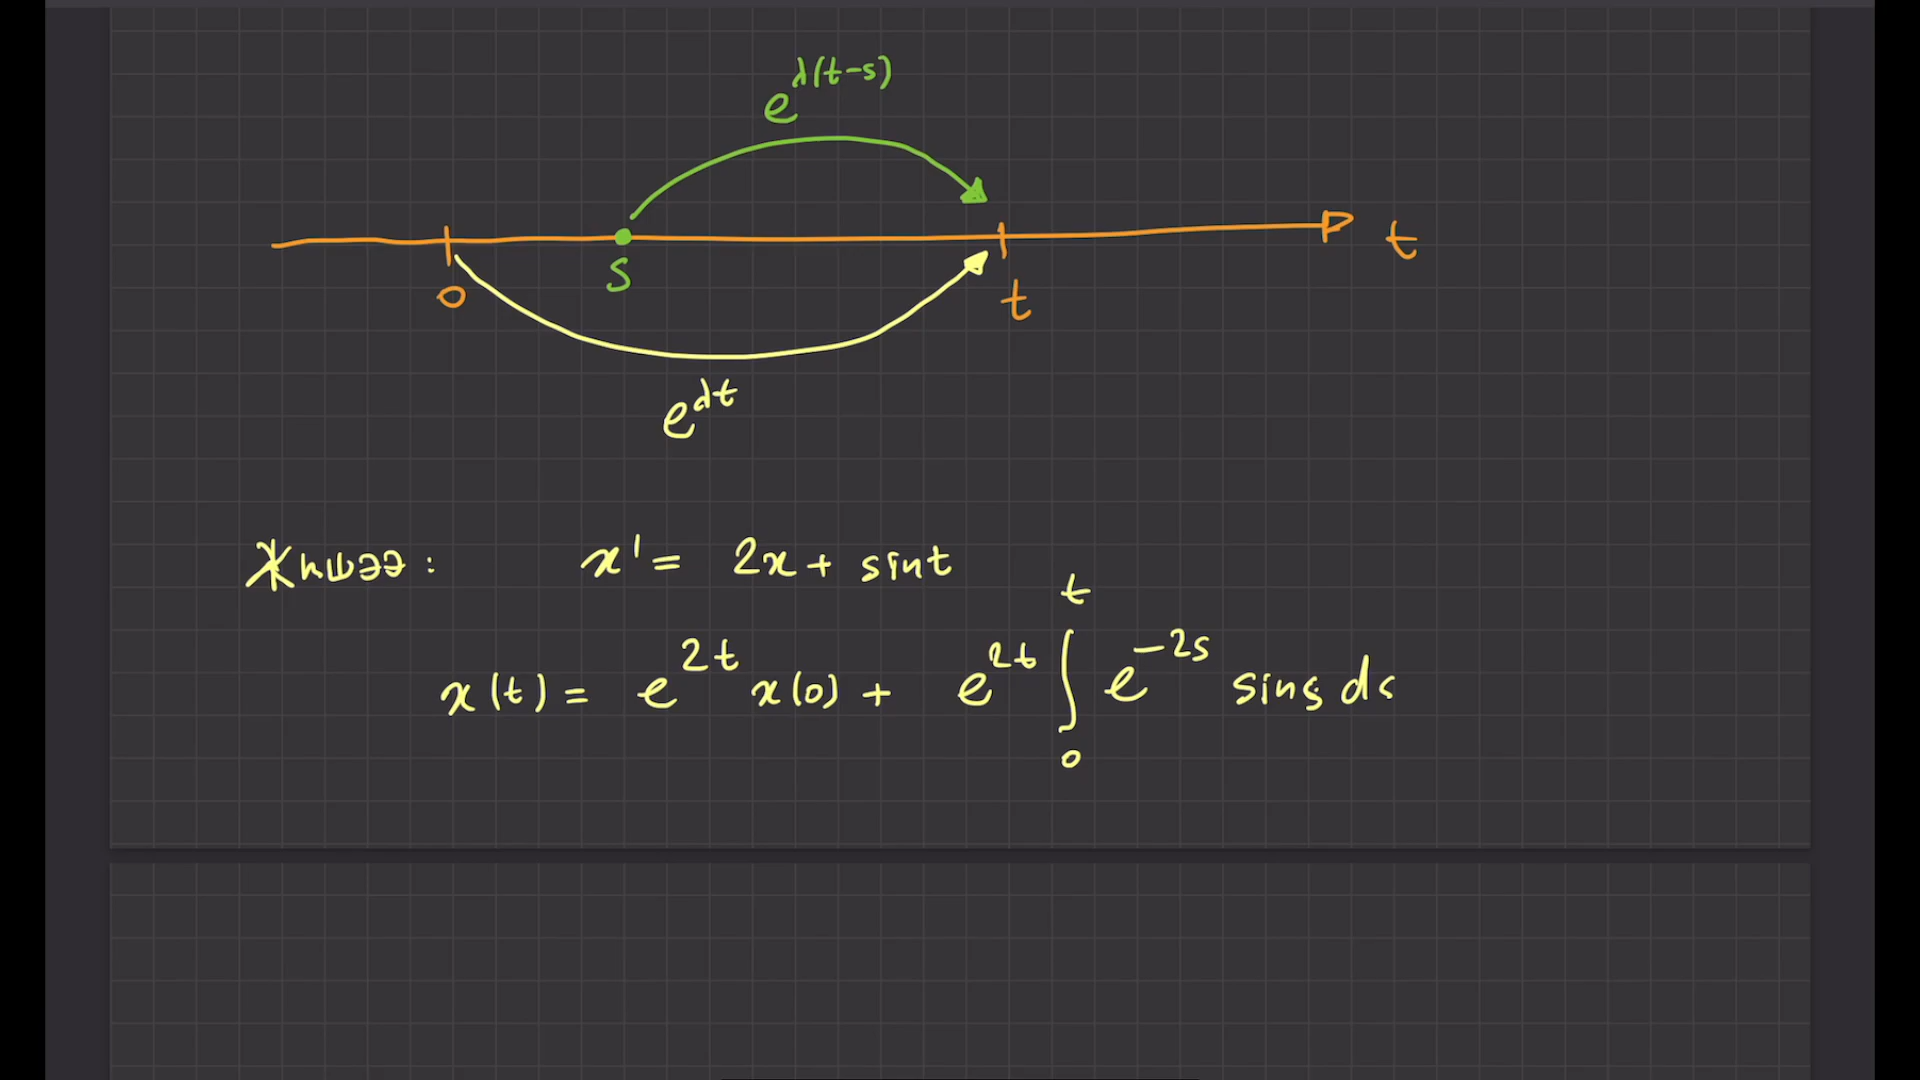 e^{λ(t-s)}
0 s t t
e^{λt}
Жишээ: x' = 2x + sint
x(t) = e^{2t} x(0) + e^{2t} ∫_0^t e^{-2s} sins ds